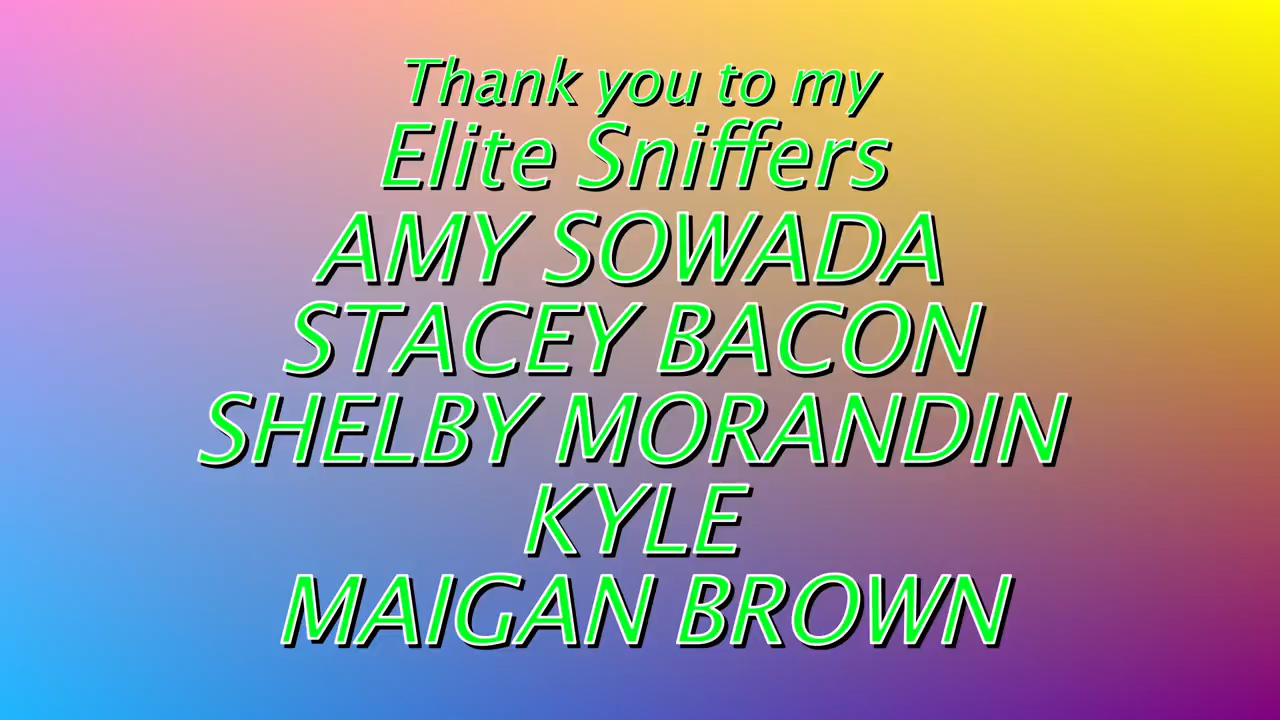 Thank you to my
Elite Sniffers
AMY SOWADA
STACEY BACON
SHELBY MORANDIN
KYLE
MAIGAN BROWN